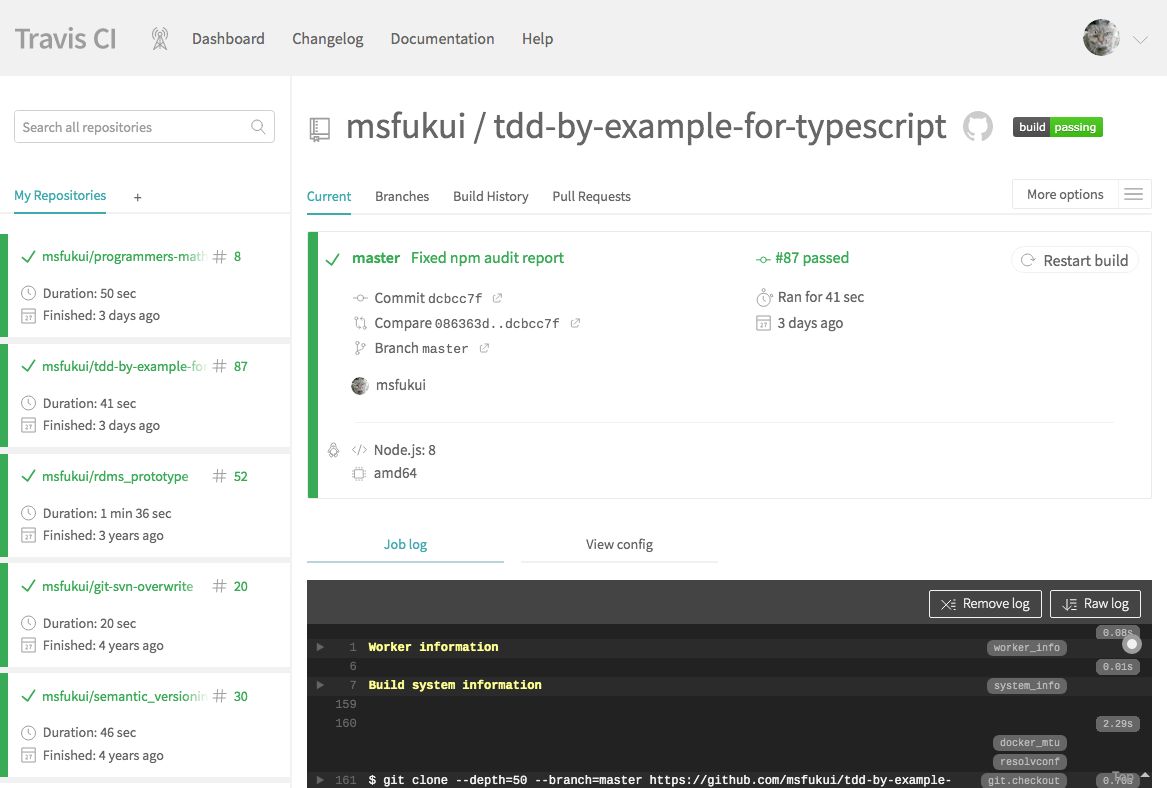 Travis CI Dashboard Changelog Documentation Help
Search all repositories
My Repositories +
msfukui/programmers-math # 8
Duration: 50 sec
27 Finished: 3 days ago
msfukui/tdd-by-example-for # 87
Duration: 41 sec
27 Finished: 3 days ago
msfukui/rdms_prototype # 52
Duration: 1 min 36 sec
27 Finished: 3 years ago
msfukui/git-svn-overwrite # 20
Duration: 20 sec
27 Finished: 4 years ago
msfukui/semantic_versionin # 30
Duration: 46 sec
27 Finished: 4 years ago
msfukui / tdd-by-example-for-typescript build passing
Current Branches Build History Pull Requests More options
master Fixed npm audit report #87 passed Restart build
Commit dcbcc7f Ran for 41 sec
Compare 086363d..dcbcc7f 27 3 days ago
Branch master
msfukui
</> Node.js: 8
amd64
Job log View config
Remove log Raw log
0.08s
1 Worker information worker_info
6 0.01s
7 Build system information system_info
159
160 2.29s
docker_mtu
resolvconf
161 $ git clone --depth=50 --branch=master https://github.com/msfukui/tdd-by-example- git.checkout 0.70s Top